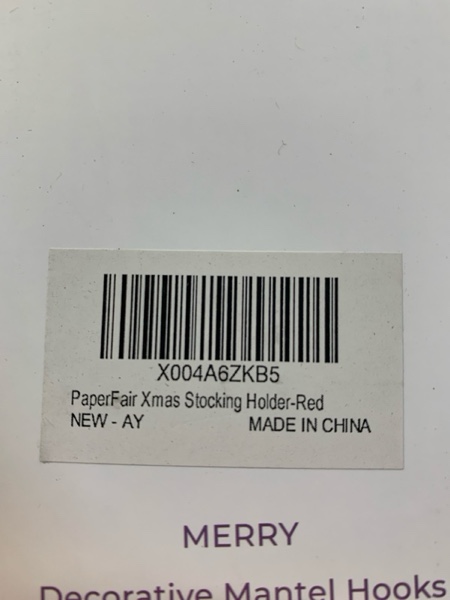 X004A6ZKB5
PaperFair Xmas Stocking Holder-Red
NEW - AY MADE IN CHINA
MERRY
Decorative Mantel Hooks